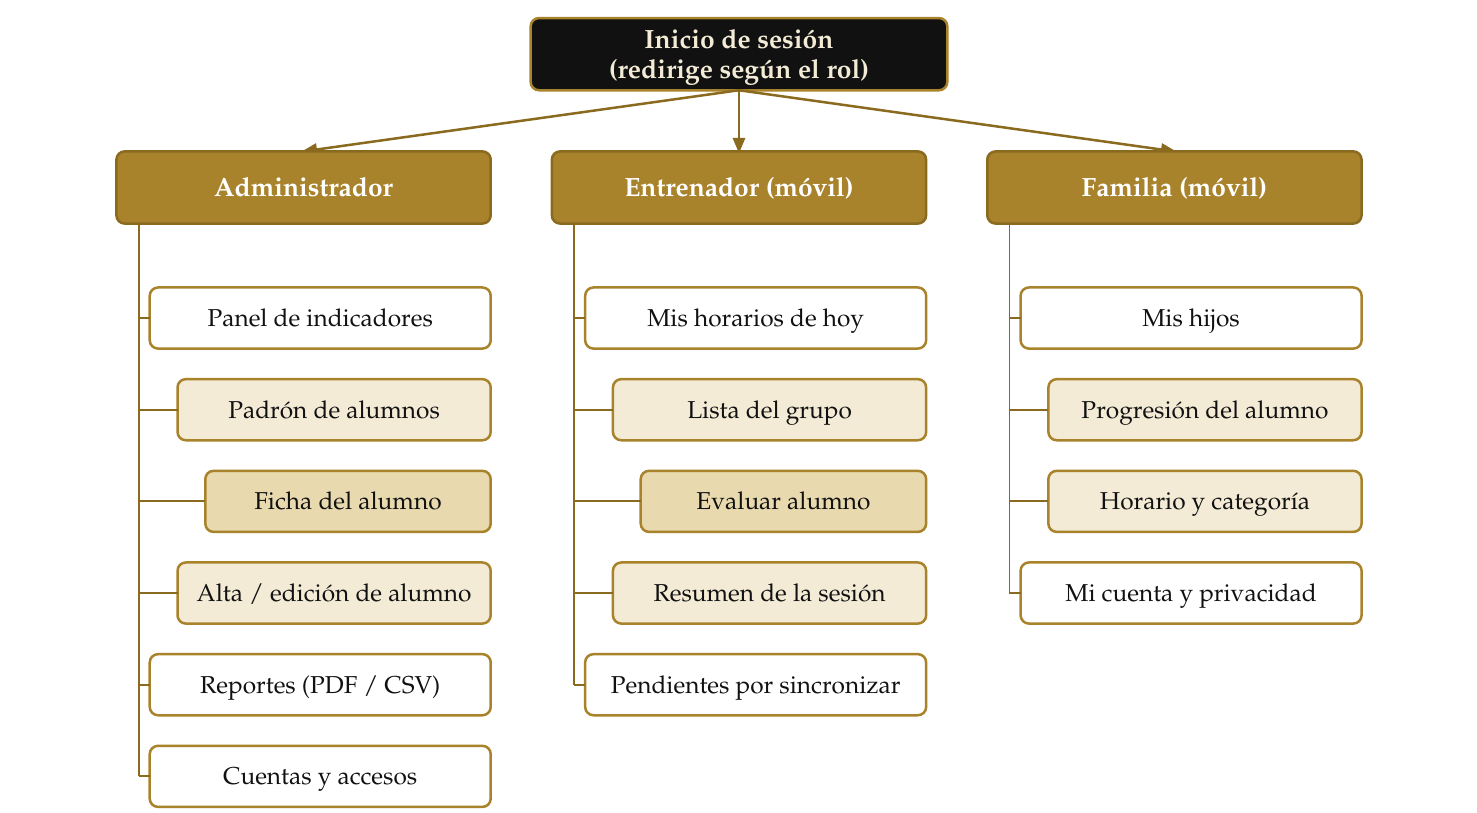 Inicio de sesión
(redirige según el rol)
Administrador
Panel de indicadores
Padrón de alumnos
Ficha del alumno
Alta / edición de alumno
Reportes (PDF / CSV)
Cuentas y accesos
Entrenador (móvil)
Mis horarios de hoy
Lista del grupo
Evaluar alumno
Resumen de la sesión
Pendientes por sincronizar
Familia (móvil)
Mis hijos
Progresión del alumno
Horario y categoría
Mi cuenta y privacidad